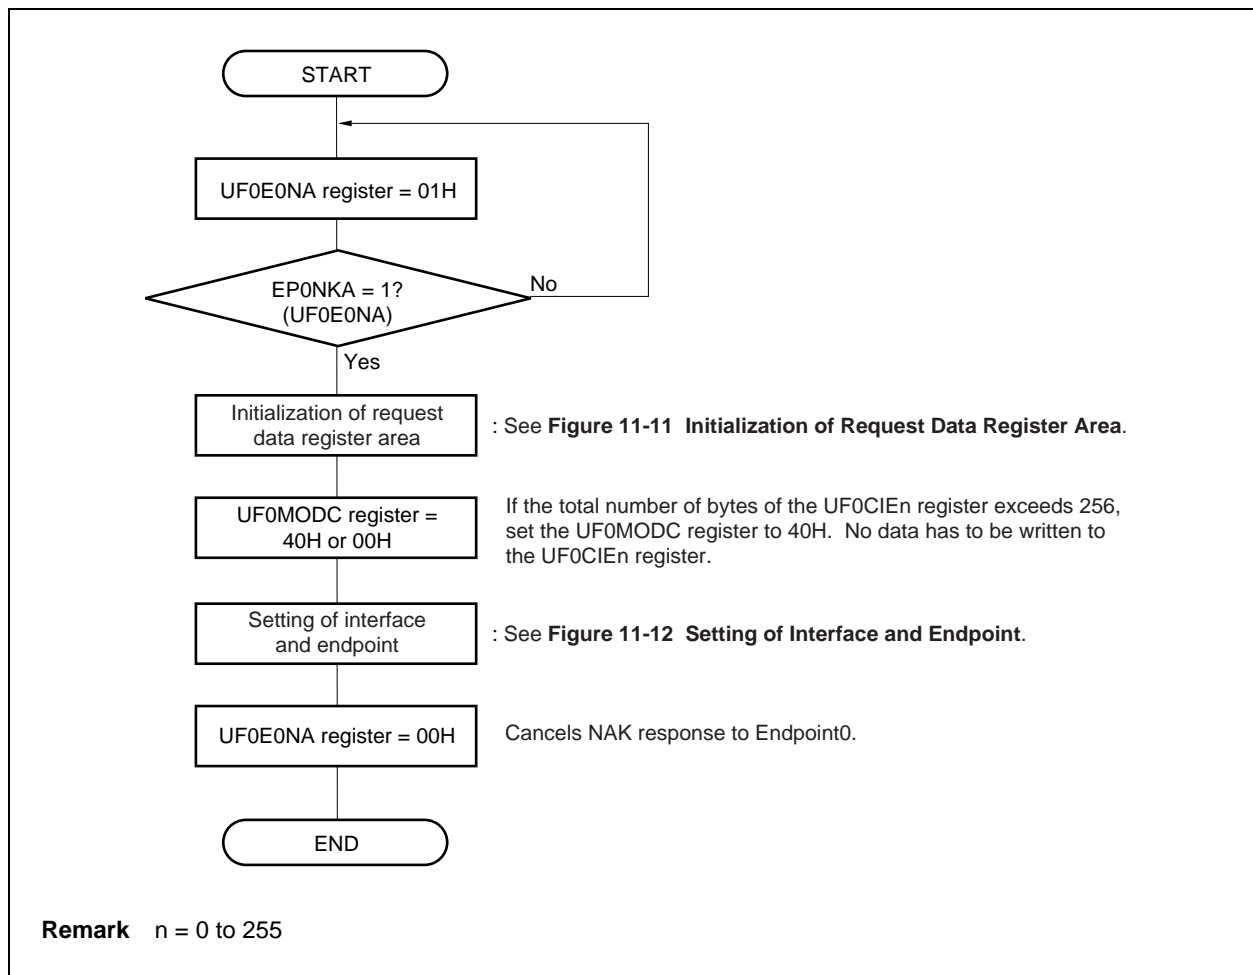 START
UF0E0NA register = 01H
EP0NKA = 1?
(UF0E0NA)
No
Yes
Initialization of request
data register area
: See Figure 11-11  Initialization of Request Data Register Area.
UF0MODC register =
40H or 00H
If the total number of bytes of the UF0CIEn register exceeds 256,
set the UF0MODC register to 40H.  No data has to be written to
the UF0CIEn register.
Setting of interface
and endpoint
: See Figure 11-12  Setting of Interface and Endpoint.
UF0E0NA register = 00H
Cancels NAK response to Endpoint0.
END
Remark   n = 0 to 255